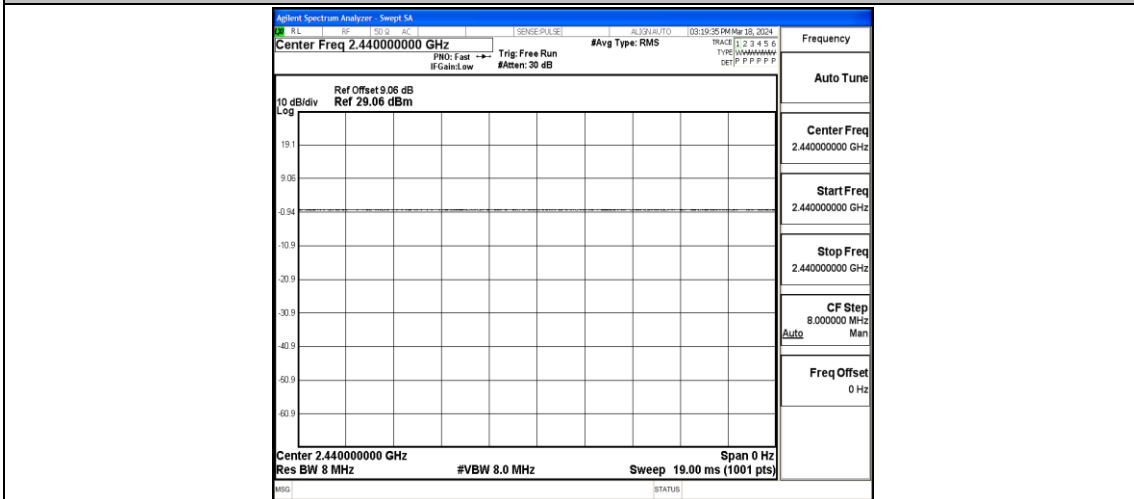 Agilent Spectrum Analyzer - Swept SA
RL RF 50 Ω AC SENSE:PULSE ALIGNAUTO 03:19:35 PM Mar 18, 2024
Center Freq 2.440000000 GHz #Avg Type: RMS TRACE 1 2 3 4 5 6
PNO: Fast Trig: Free Run TYPE
IFGain:Low #Atten: 30 dB DET P P P P P P
Frequency
Ref Offset 9.06 dB
10 dB/div Ref 29.06 dBm
Log
19.1
9.06
-0.94
-10.9
-20.9
-30.9
-40.9
-50.9
-60.9
Center 2.440000000 GHz Span 0 Hz
Res BW 8 MHz #VBW 8.0 MHz Sweep 19.00 ms (1001 pts)
MSG STATUS
Auto Tune
Center Freq
2.440000000 GHz
Start Freq
2.440000000 GHz
Stop Freq
2.440000000 GHz
CF Step
8.000000 MHz
Auto Man
Freq Offset
0 Hz